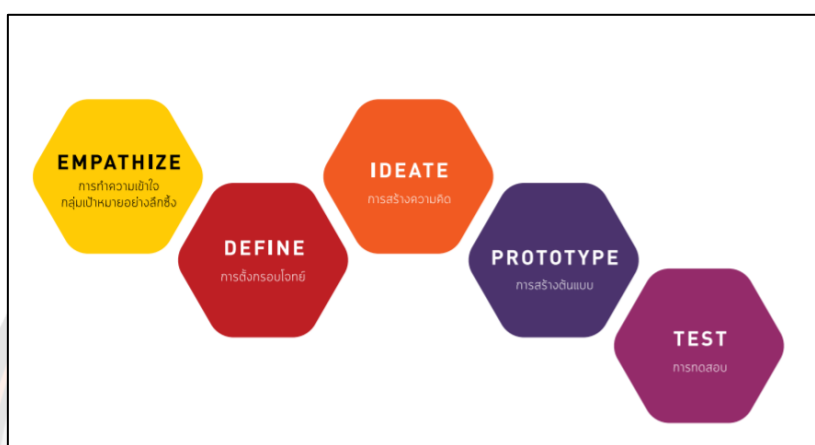 EMPATHIZE
การทำความเข้าใจ
กลุ่มเป้าหมายอย่างลึกซึ้ง
DEFINE
การตั้งกรอบโจทย์
IDEATE
การสร้างความคิด
PROTOTYPE
การสร้างต้นแบบ
TEST
การทดสอบ